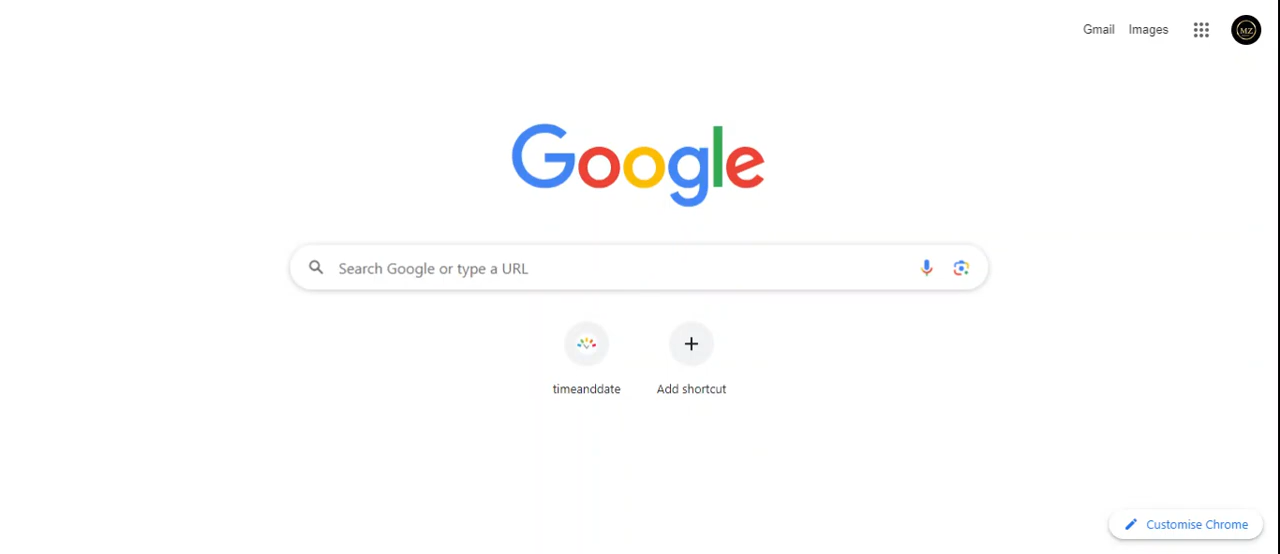 Gmail Images
MZ
Google
Search Google or type a URL
timeanddate
Add shortcut
Customise Chrome